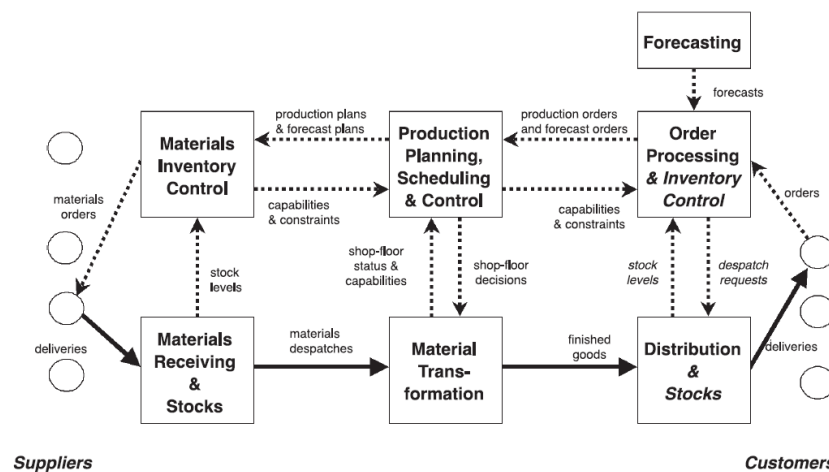 Forecasting
forecasts
production plans
& forecast plans
production orders
and forecast orders
Materials
Inventory
Control
Production
Planning,
Scheduling
& Control
Order
Processing
& Inventory
Control
materials
orders
capabilities
& constraints
capabilities
& constraints
orders
stock
levels
shop-floor
status &
capabilities
shop-floor
decisions
stock
levels
despatch
requests
deliveries
Materials
Receiving
&
Stocks
materials
despatches
Material
Trans-
formation
finished
goods
Distribution
&
Stocks
deliveries
Suppliers
Customers